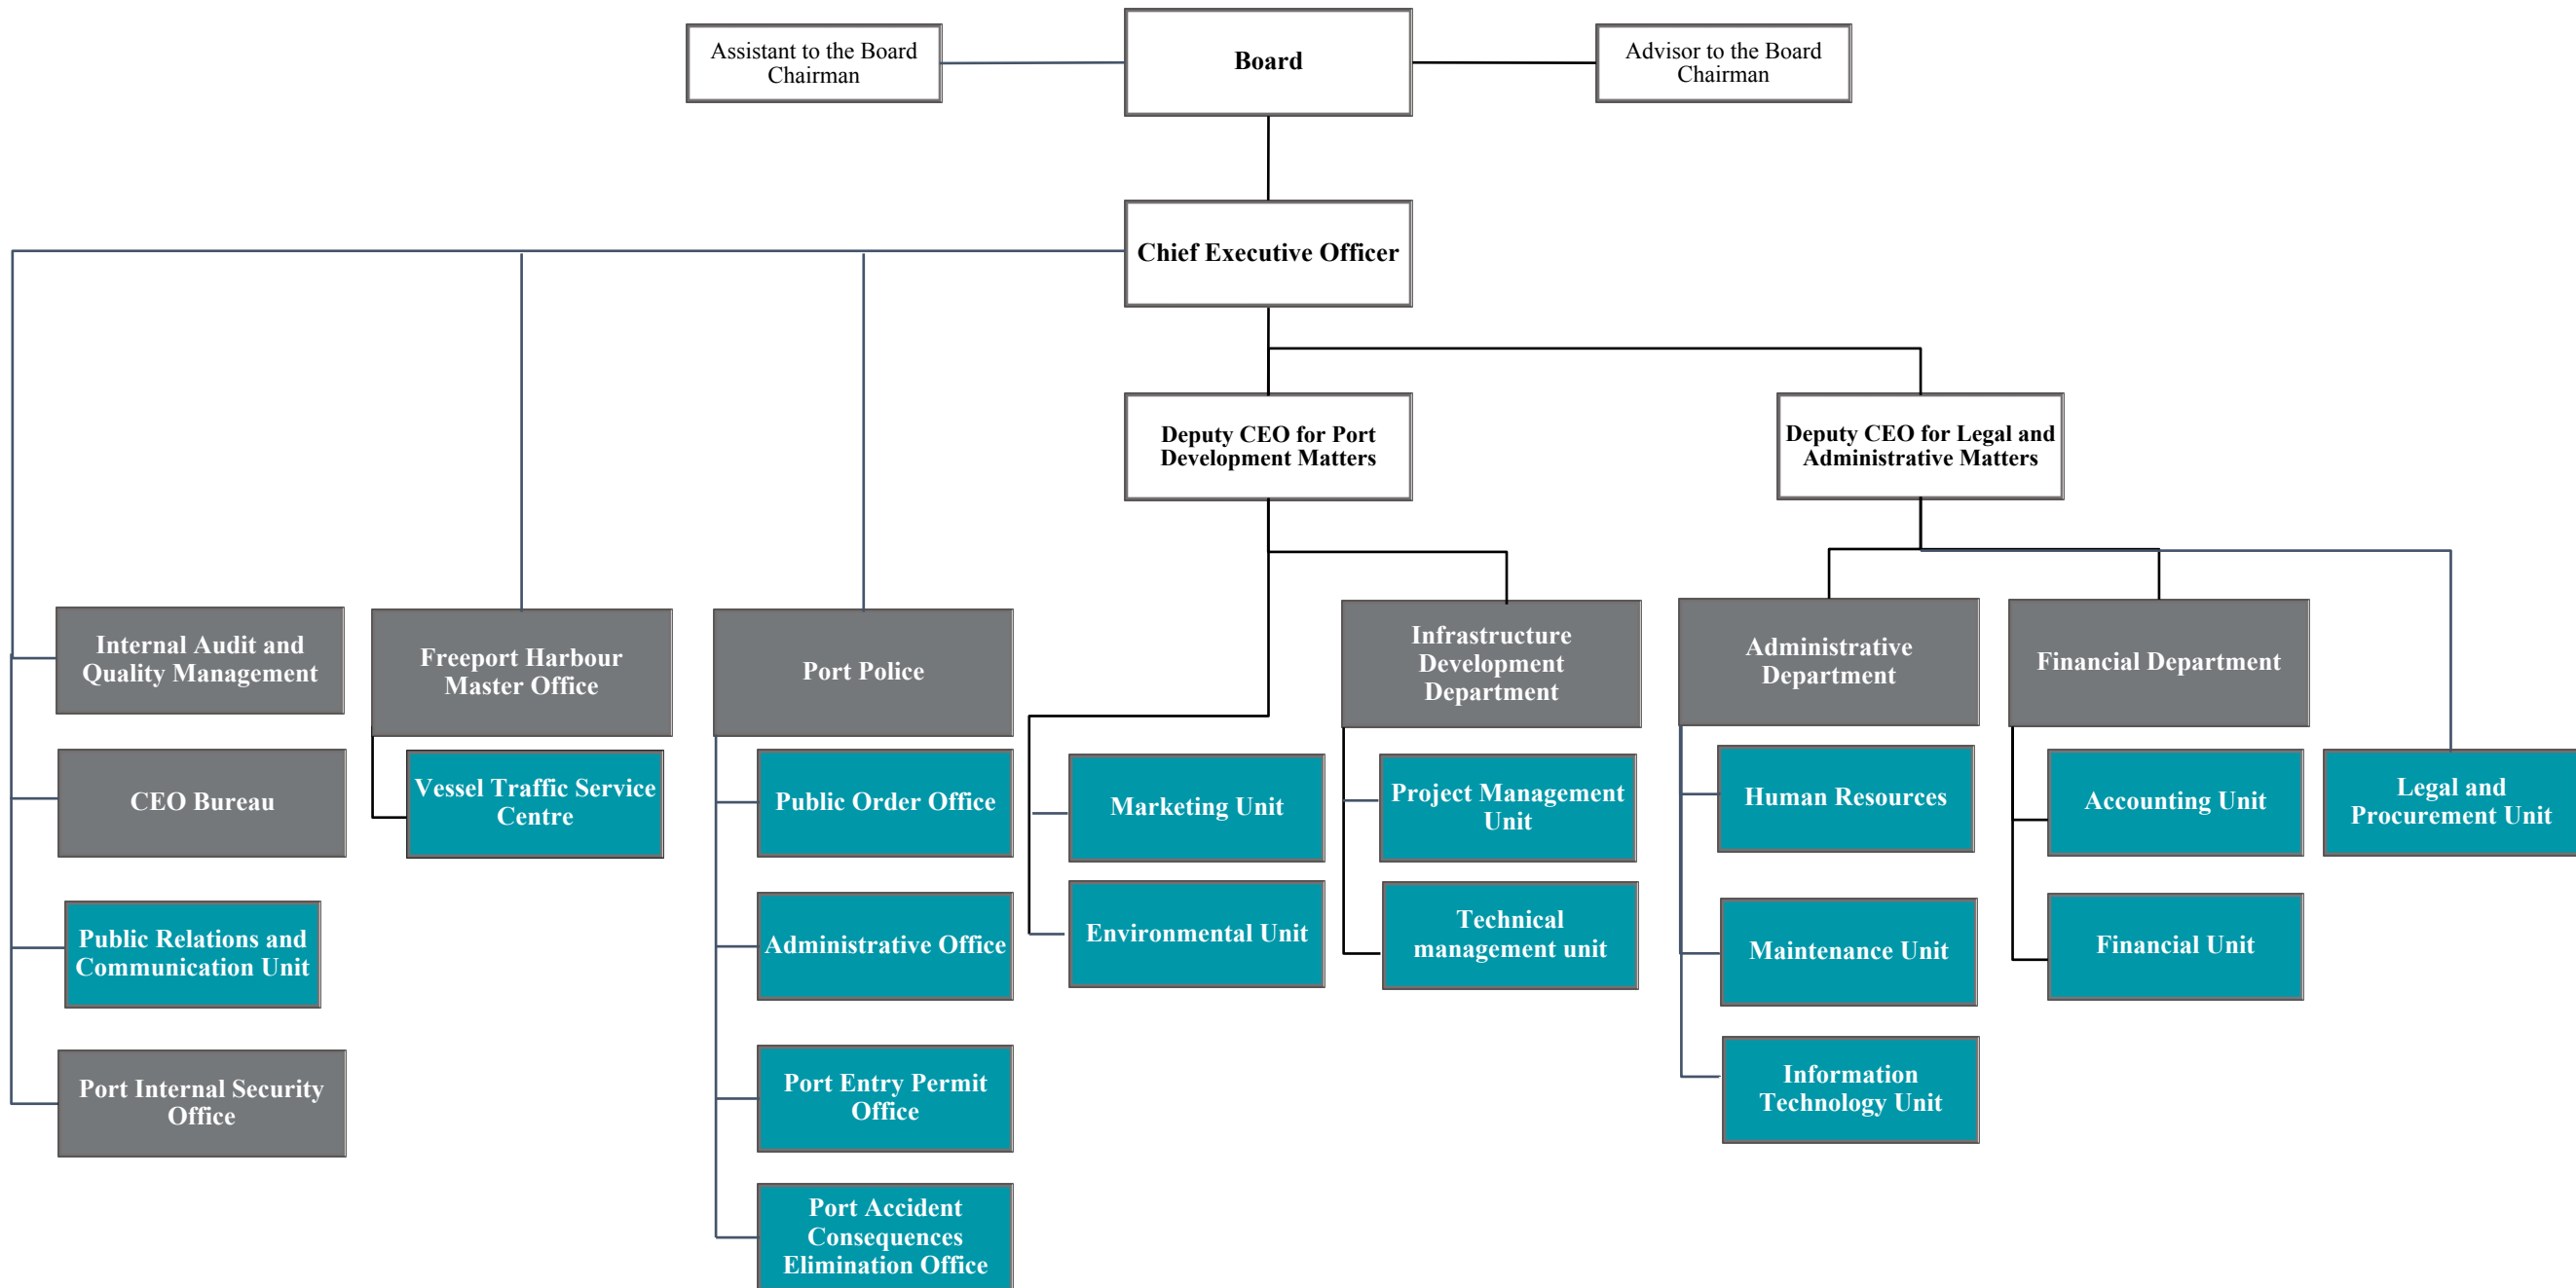 Assistant to the Board
Chairman
Board
Advisor to the Board
Chairman
Chief Executive Officer
Deputy CEO for Port
Development Matters
Deputy CEO for Legal and
Administrative Matters
Internal Audit and
Quality Management
Freeport Harbour
Master Office
Port Police
Infrastructure
Development
Department
Administrative
Department
Financial Department
CEO Bureau
Vessel Traffic Service
Centre
Public Order Office
Marketing Unit
Project Management
Unit
Human Resources
Accounting Unit
Legal and
Procurement Unit
Public Relations and
Communication Unit
Administrative Office
Environmental Unit
Technical
management unit
Maintenance Unit
Financial Unit
Port Internal Security
Office
Port Entry Permit
Office
Information
Technology Unit
Port Accident
Consequences
Elimination Office